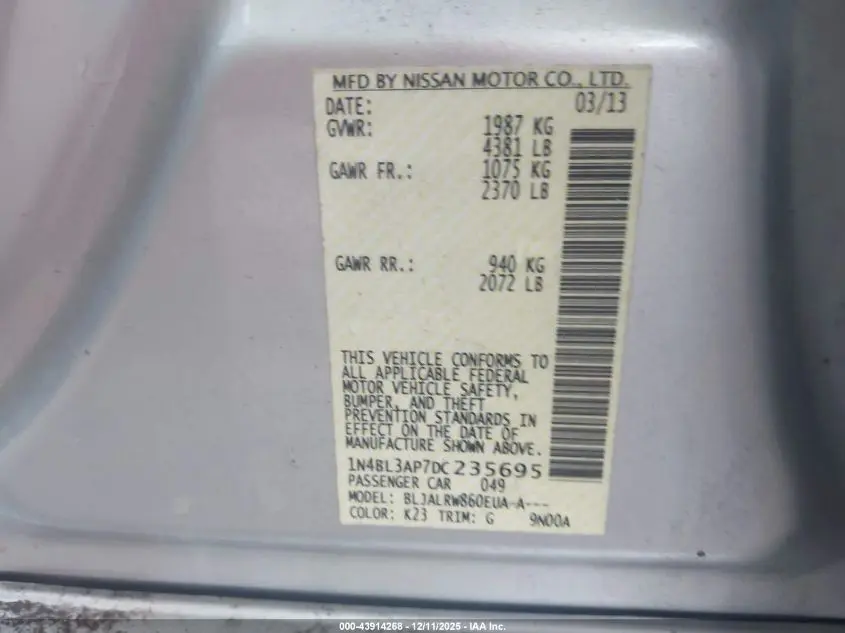 MFD BY NISSAN MOTOR CO., LTD.
DATE: 03/13
GVWR: 1987 KG
4381 LB
GAWR FR.: 1075 KG
2370 LB
GAWR RR.: 940 KG
2072 LB
THIS VEHICLE CONFORMS TO
ALL APPLICABLE FEDERAL
MOTOR VEHICLE SAFETY,
BUMPER, AND THEFT
PREVENTION STANDARDS IN
EFFECT ON THE DATE OF
MANUFACTURE SHOWN ABOVE.
1N4BL3AP7DC235695
PASSENGER CAR 049
MODEL: BLJALRW860EUA-A---
COLOR: K23 TRIM: G 9N00A
000-43914268 - 12/11/2025 - IAA Inc.